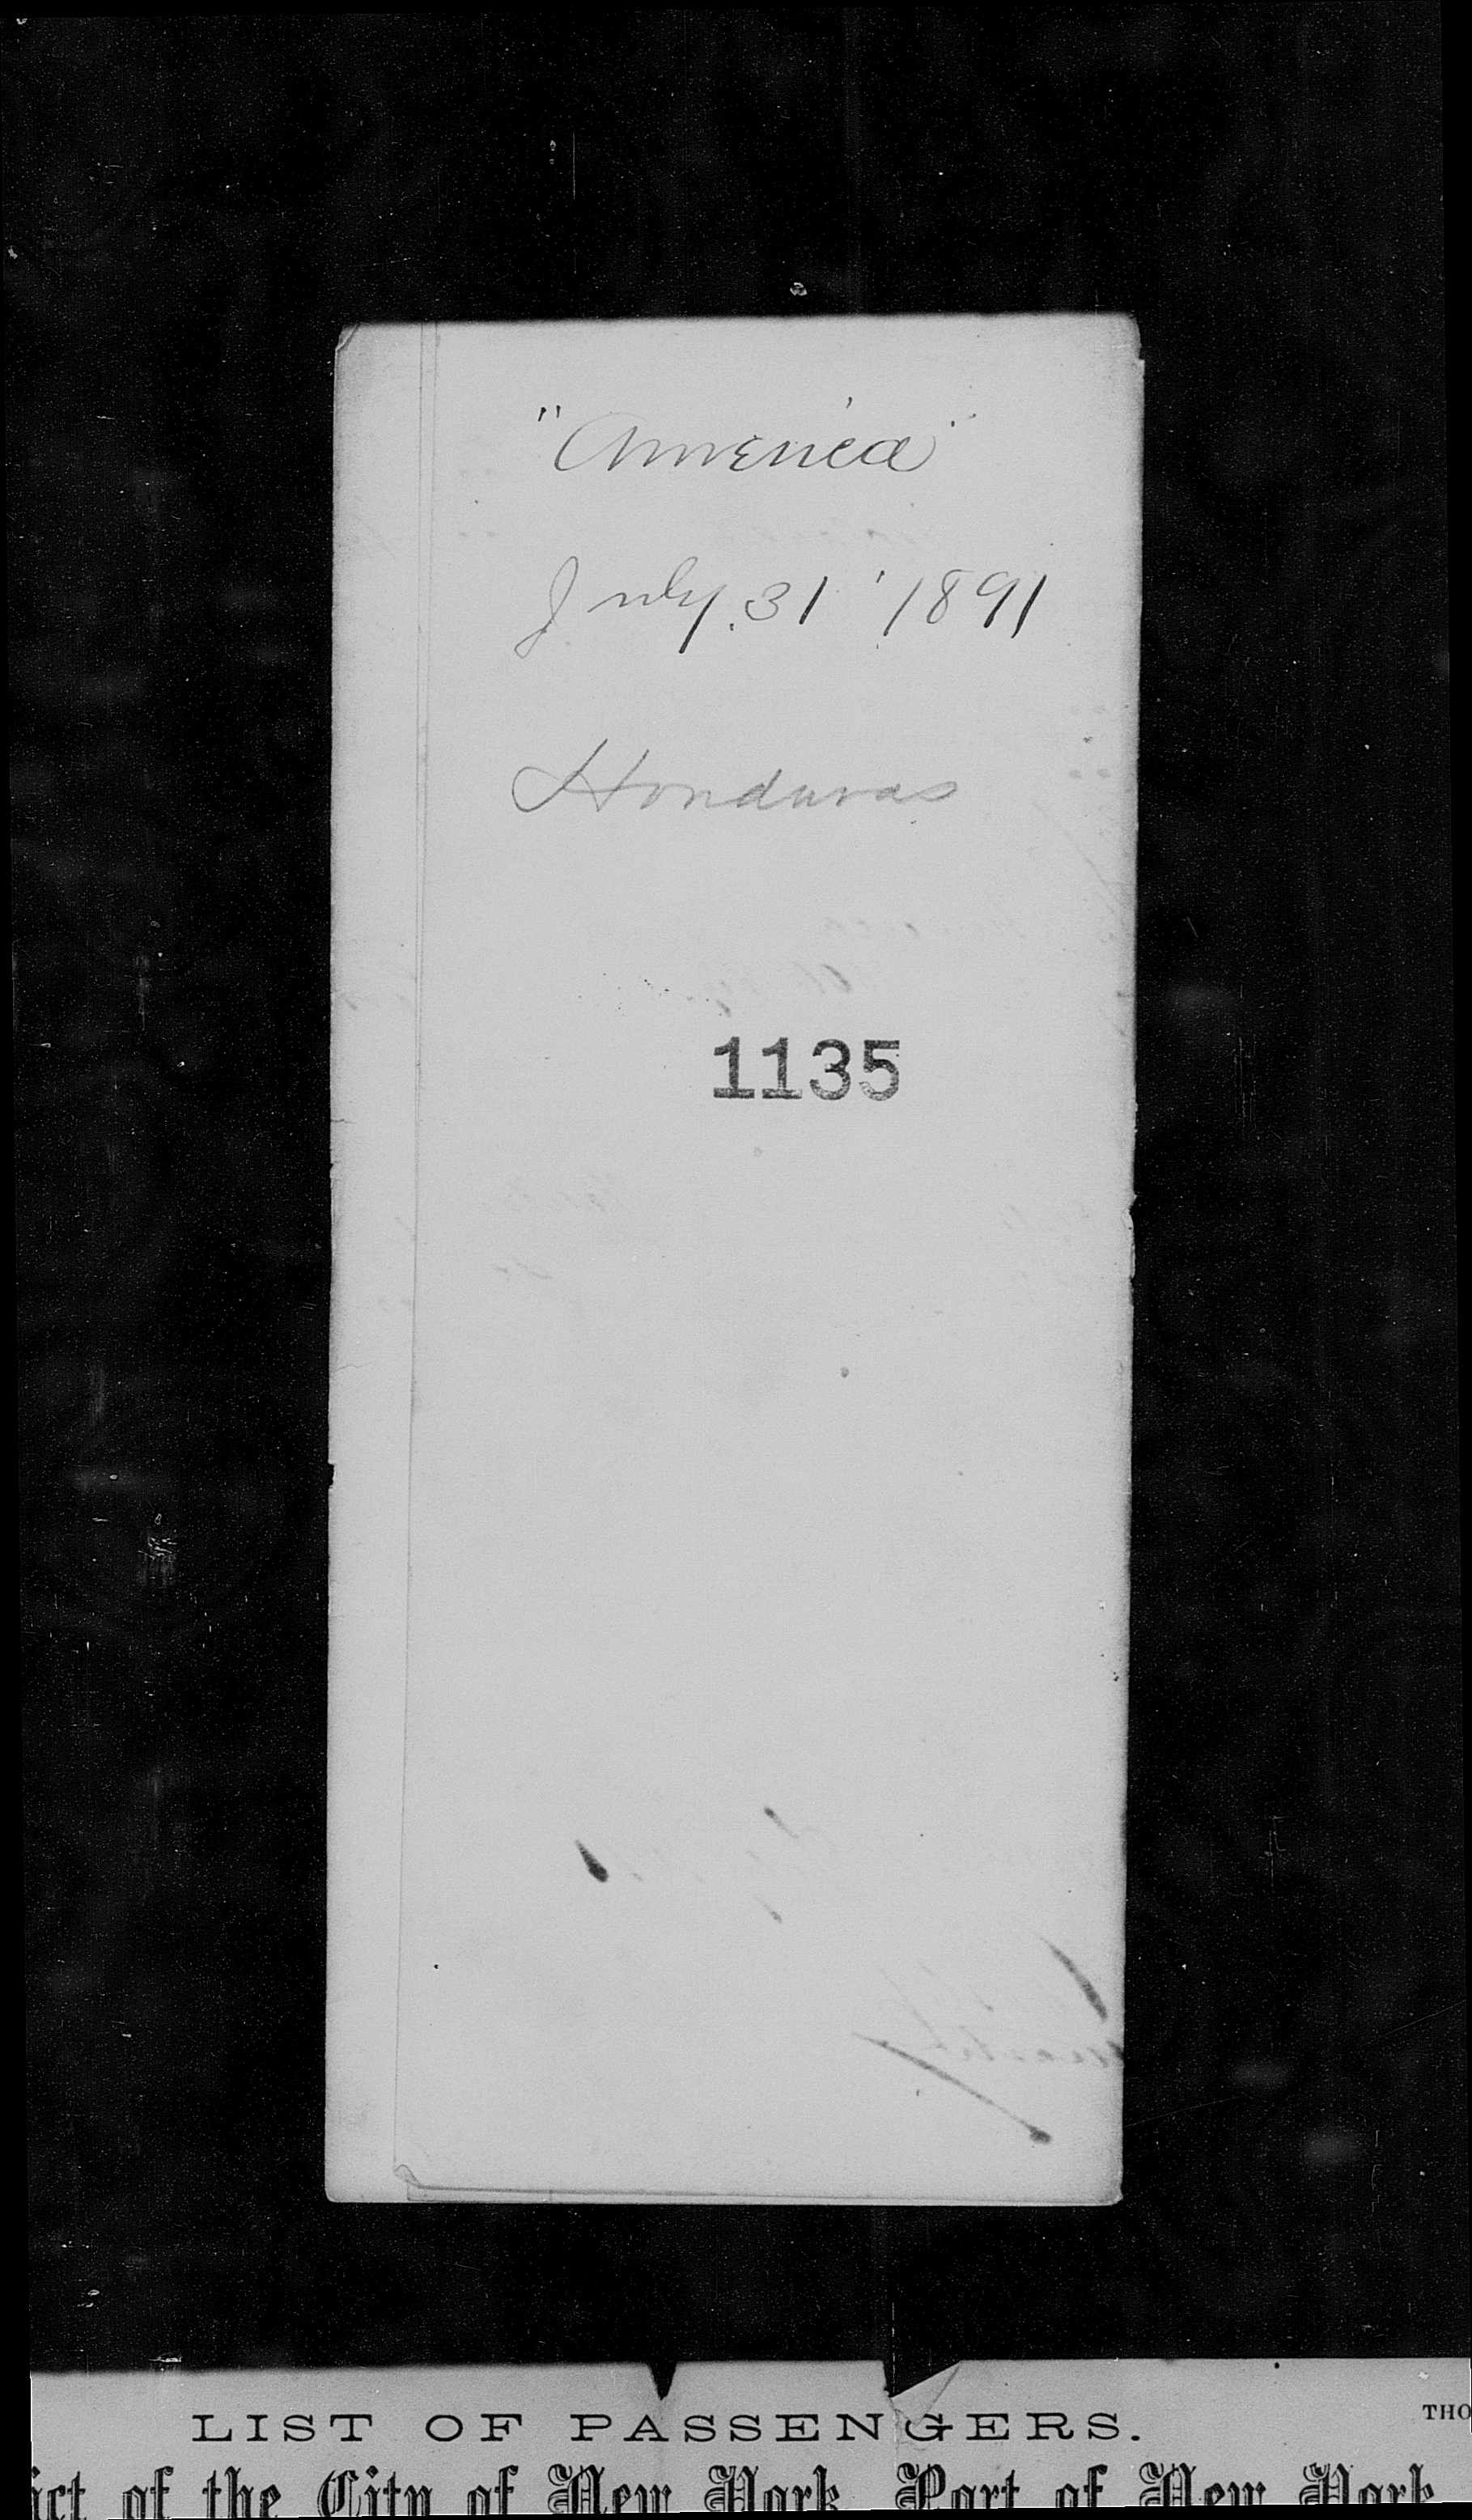 "America"
July 31 1891
Honduras
1135
LIST OF PASSENGERS.
THO
ict of the City of New York, Port of New York